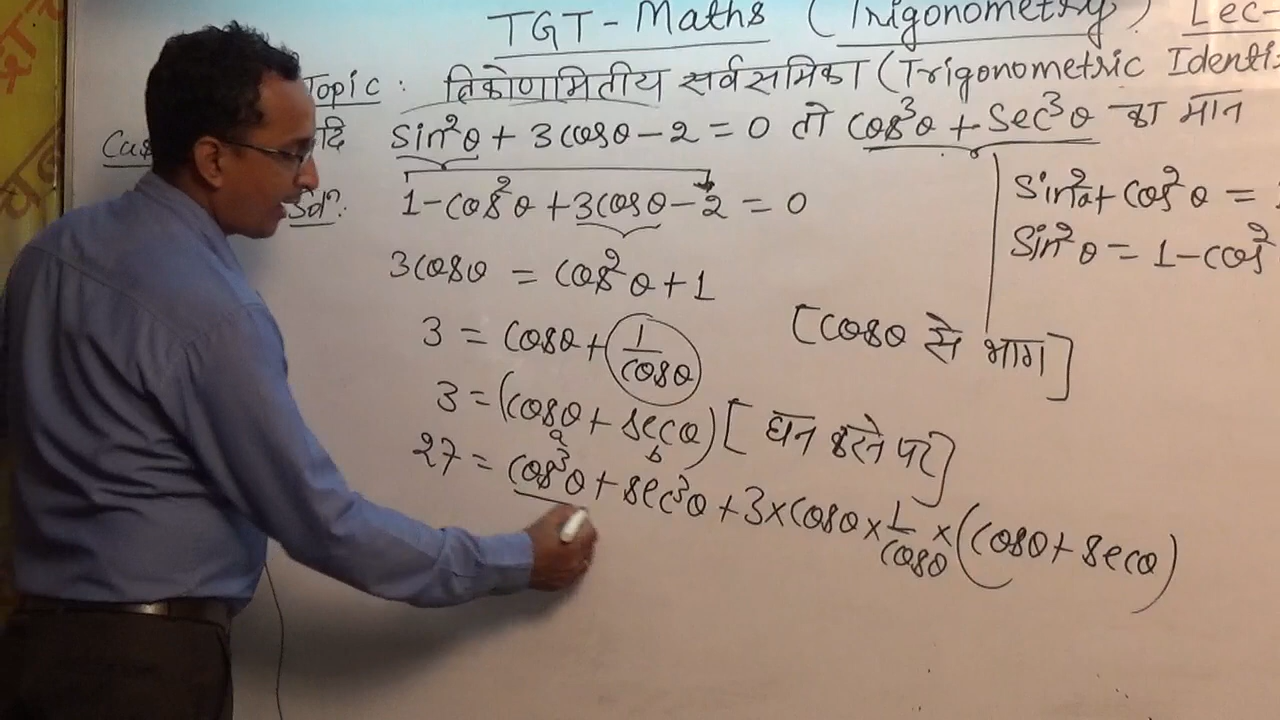 TGT-Maths (Trigonometry) Lec-
Topic : त्रिकोणमितीय सर्वसमिका (Trigonometric Identi
यदि sin²θ + 3cosθ - 2 = 0 तो cos³θ + sec³θ का मान
Solⁿ: 1 - cos²θ + 3cosθ - 2 = 0
sin²θ + cos²θ =
sin²θ = 1 - cos²
3cosθ = cos²θ + 1
3 = cosθ + 1/cosθ [cosθ से भाग]
3 = (cosθ + secθ) [घन करने पर]
a b
27 = cos³θ + sec³θ + 3×cosθ × 1/cosθ × (cosθ + secθ)